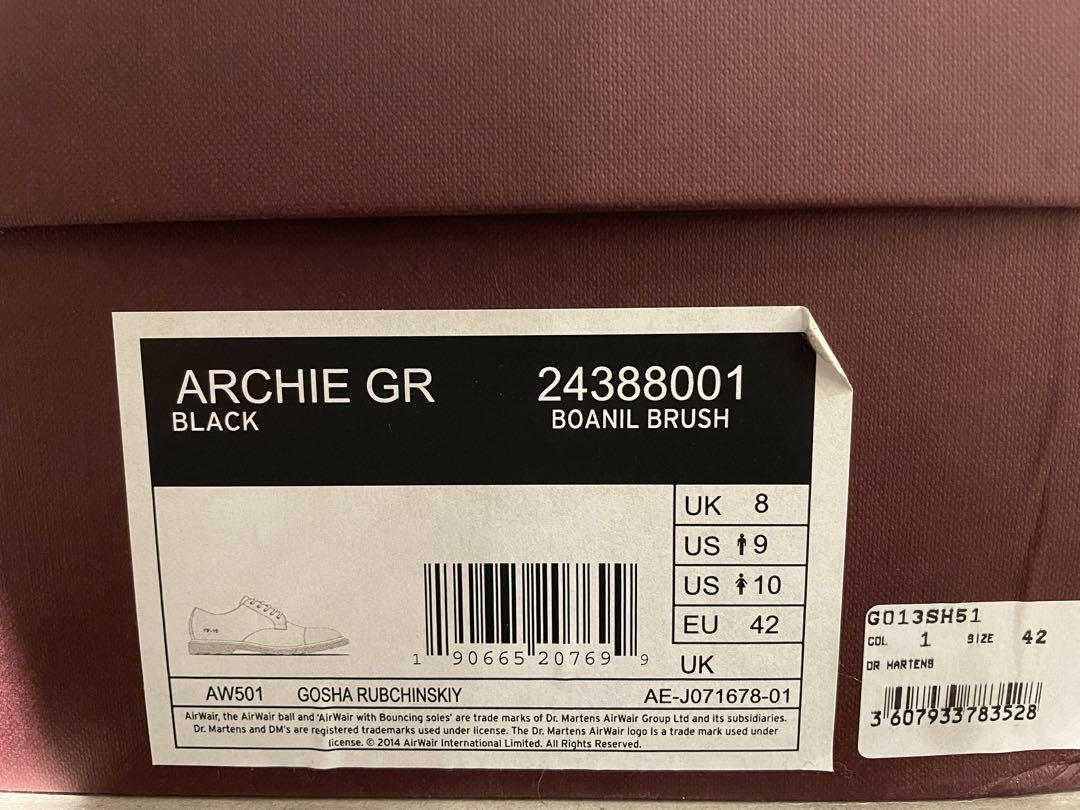 ARCHIE GR 24388001
BLACK BOANIL BRUSH
UK 8
US 9
US 10
EU 42
UK
1 90665 20769 9
AW501 GOSHA RUBCHINSKIY AE-J071678-01
AirWair, the AirWair ball and 'AirWair with Bouncing soles' are trade marks of Dr. Martens AirWair Group Ltd and its subsidiaries.
Dr. Martens and DM's are registered trademarks used under license. The Dr. Martens AirWair logo is a trade mark used under
license. © 2014 AirWair International Limited. All Rights Reserved.
G013SH51
COL 1 SIZE 42
DR MARTENS
3 607933783528